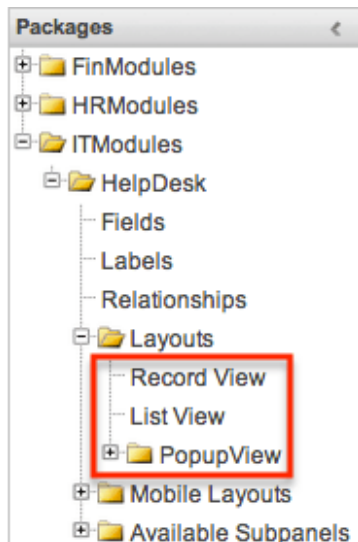 Packages
FinModules
HRModules
ITModules
HelpDesk
Fields
Labels
Relationships
Layouts
Record View
List View
PopupView
Mobile Layouts
Available Subpanels